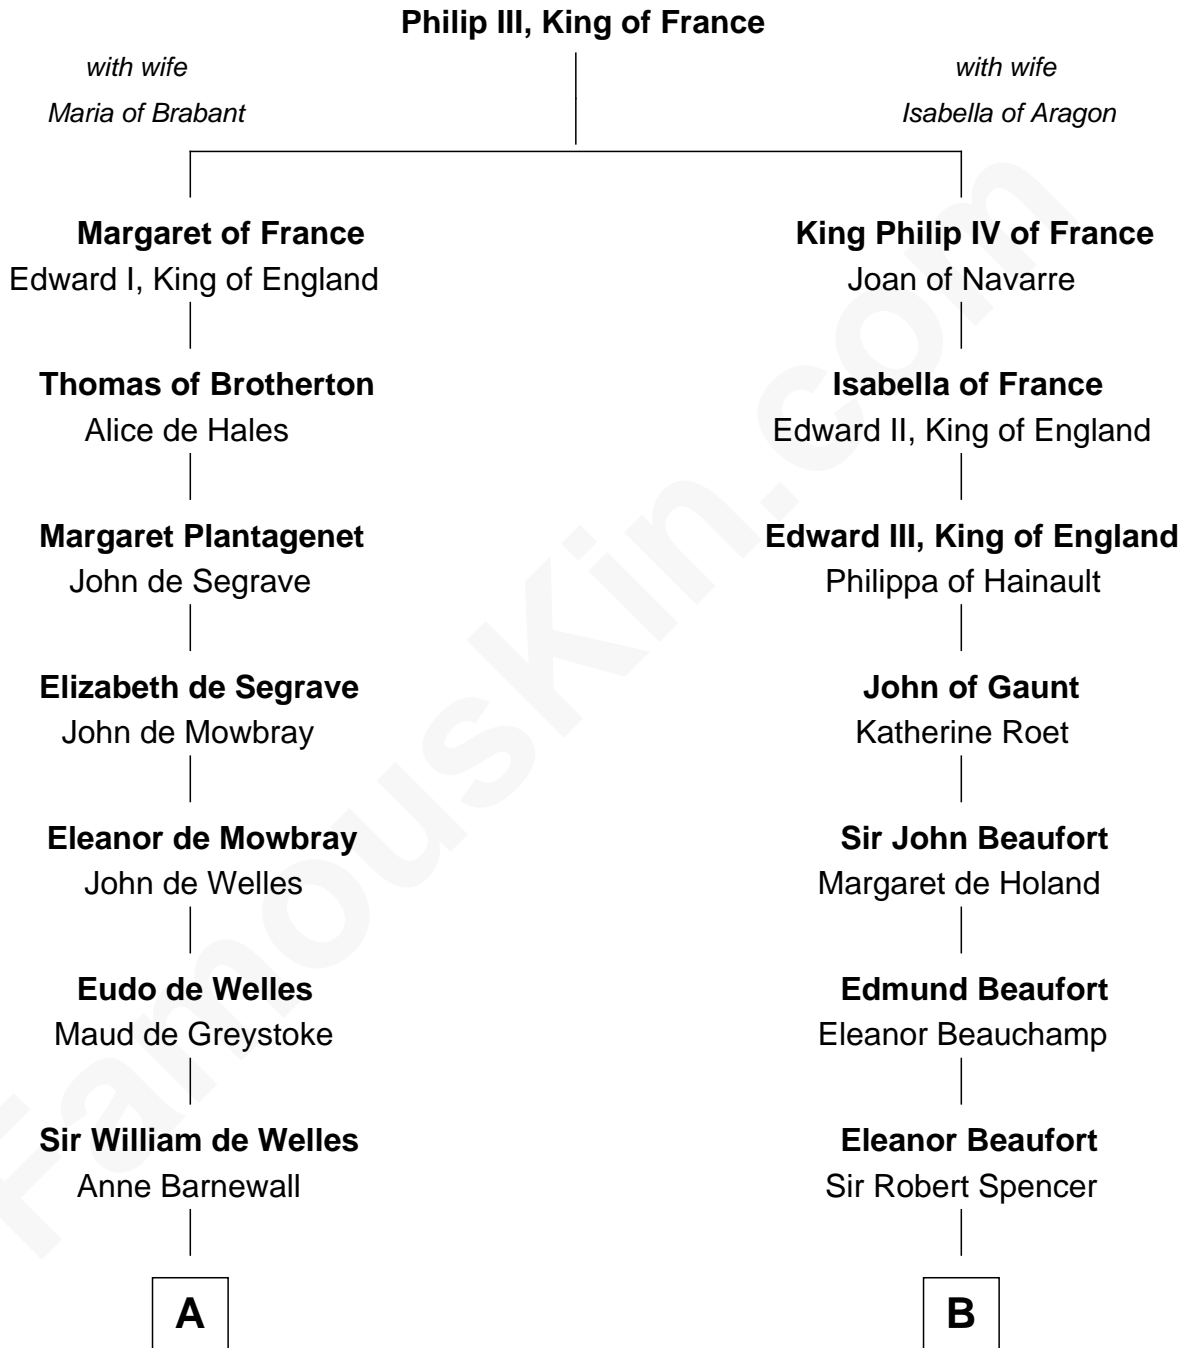 Philip III, King of France
with wife
Maria of Brabant
with wife
Isabella of Aragon
Margaret of France
Edward I, King of England
King Philip IV of France
Joan of Navarre
Thomas of Brotherton
Alice de Hales
Isabella of France
Edward II, King of England
Margaret Plantagenet
John de Segrave
Edward III, King of England
Philippa of Hainault
Elizabeth de Segrave
John de Mowbray
John of Gaunt
Katherine Roet
Eleanor de Mowbray
John de Welles
Sir John Beaufort
Margaret de Holand
Eudo de Welles
Maud de Greystoke
Edmund Beaufort
Eleanor Beauchamp
Sir William de Welles
Anne Barnewall
Eleanor Beaufort
Sir Robert Spencer
A
B
FamousKin.com